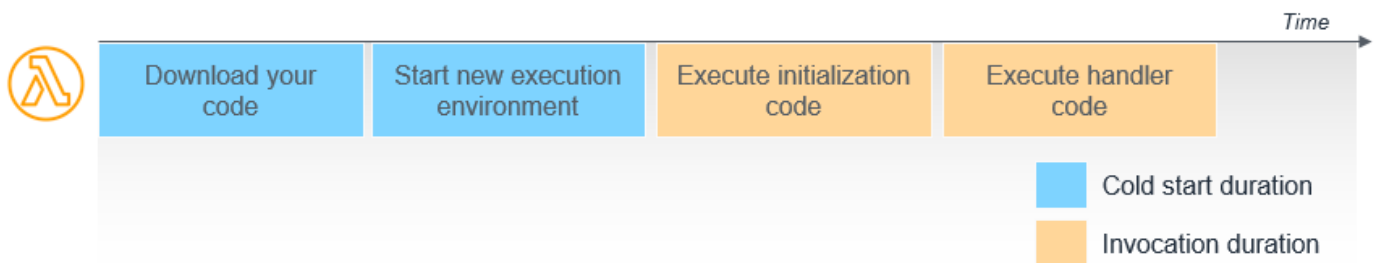 Time
Download your
code
Start new execution
environment
Execute initialization
code
Execute handler
code
Cold start duration
Invocation duration